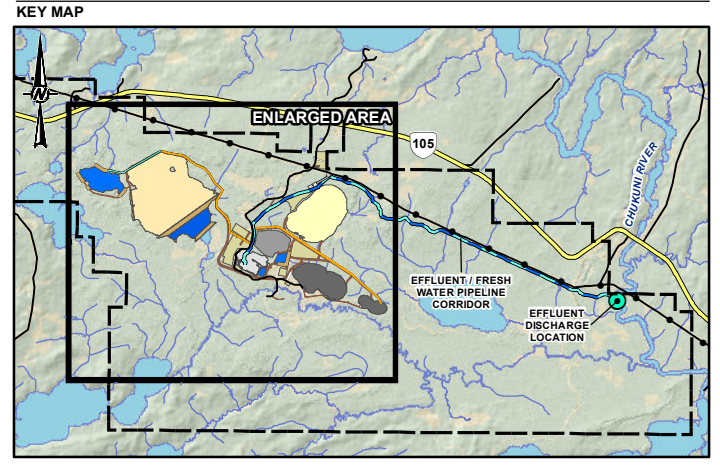 KEY MAP
N
ENLARGED AREA
105
CHUKUNI RIVER
EFFLUENT / FRESH
WATER PIPELINE
CORRIDOR
EFFLUENT
DISCHARGE
LOCATION